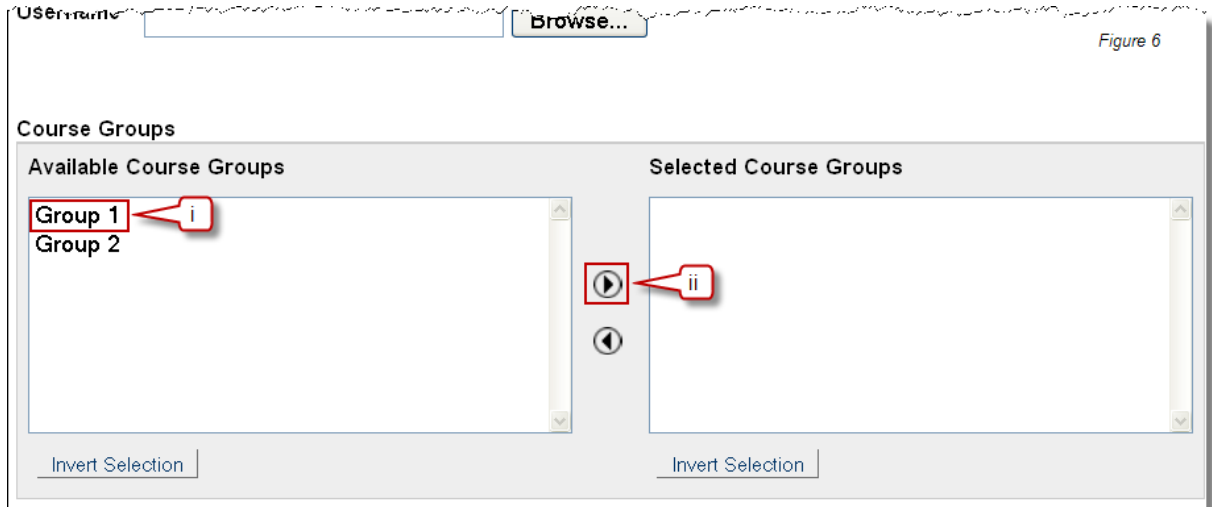 Username
Browse...
Figure 6
Course Groups
Available Course Groups
Selected Course Groups
Group 1
i
Group 2
ii
Invert Selection
Invert Selection